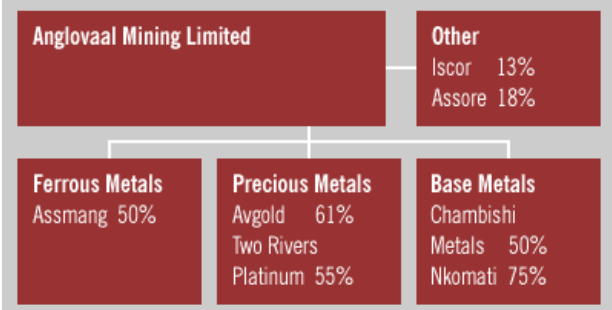 Anglovaal Mining Limited
Other
Iscor 13%
Assore 18%
Ferrous Metals
Assmang 50%
Precious Metals
Avgold 61%
Two Rivers
Platinum 55%
Base Metals
Chambishi
Metals 50%
Nkomati 75%